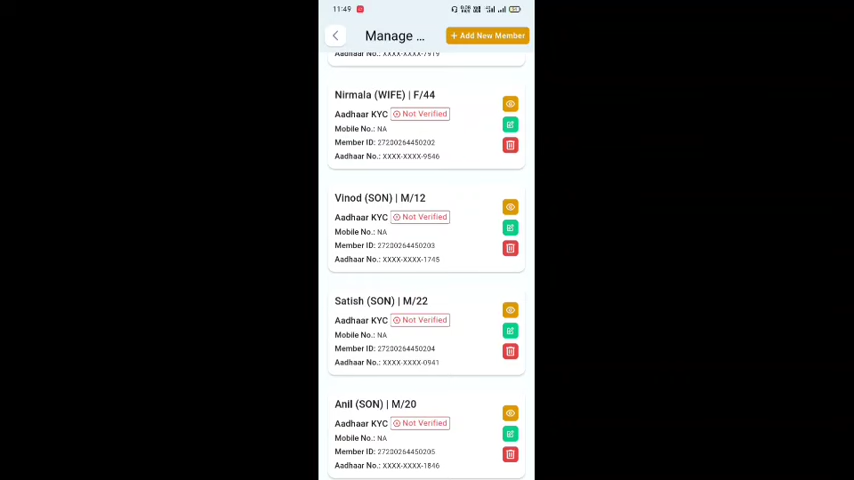 11:49
Manage ...
+ Add New Member
Aadhaar No.: XXXX-XXXX-7919
Nirmala (WIFE) | F/44
Aadhaar KYC Not Verified
Mobile No.: NA
Member ID: 27200264450202
Aadhaar No.: XXXX-XXXX-9546
Vinod (SON) | M/12
Aadhaar KYC Not Verified
Mobile No.: NA
Member ID: 27200264450203
Aadhaar No.: XXXX-XXXX-1745
Satish (SON) | M/22
Aadhaar KYC Not Verified
Mobile No.: NA
Member ID: 27200264450204
Aadhaar No.: XXXX-XXXX-0941
Anil (SON) | M/20
Aadhaar KYC Not Verified
Mobile No.: NA
Member ID: 27200264450205
Aadhaar No.: XXXX-XXXX-1846